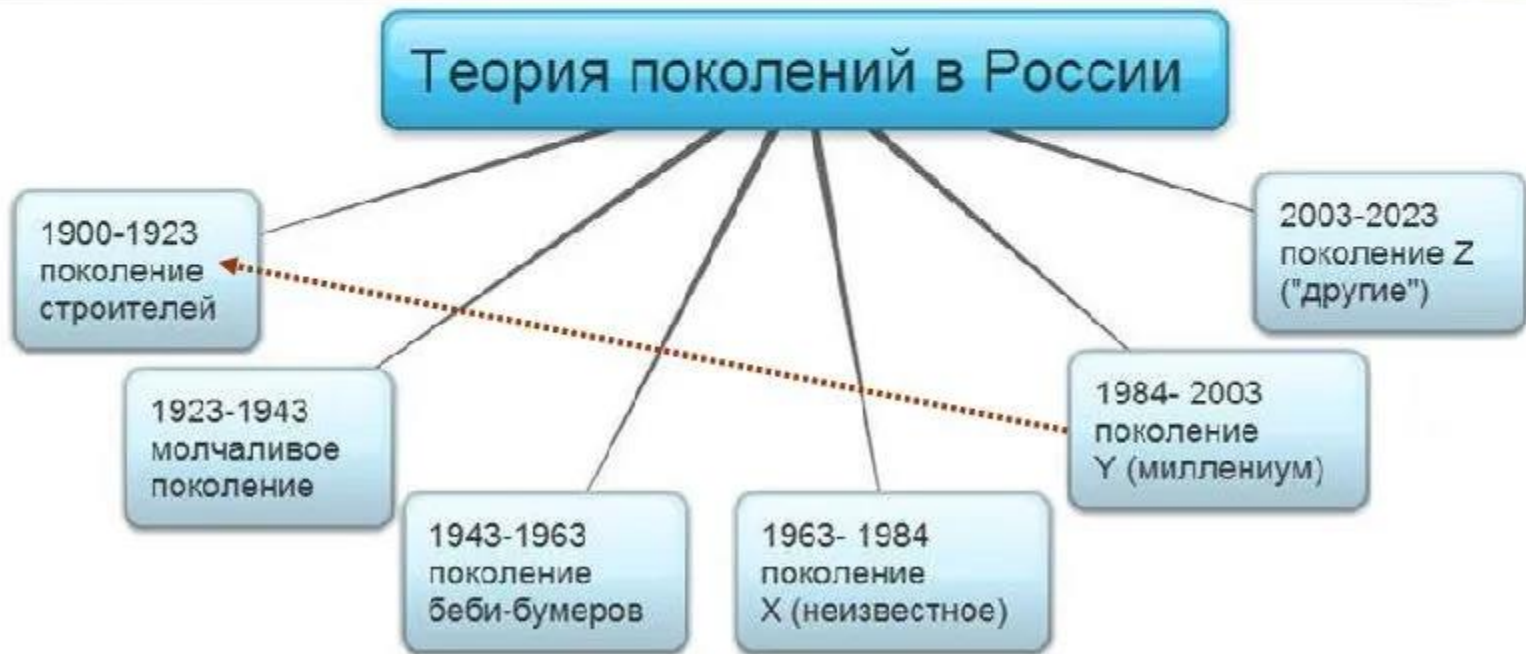 Теория поколений в России
1900-1923
поколение
строителей
1923-1943
молчаливое
поколение
1943-1963
поколение
беби-бумеров
1963- 1984
поколение
X (неизвестное)
1984- 2003
поколение
Y (миллениум)
2003-2023
поколение Z
("другие")